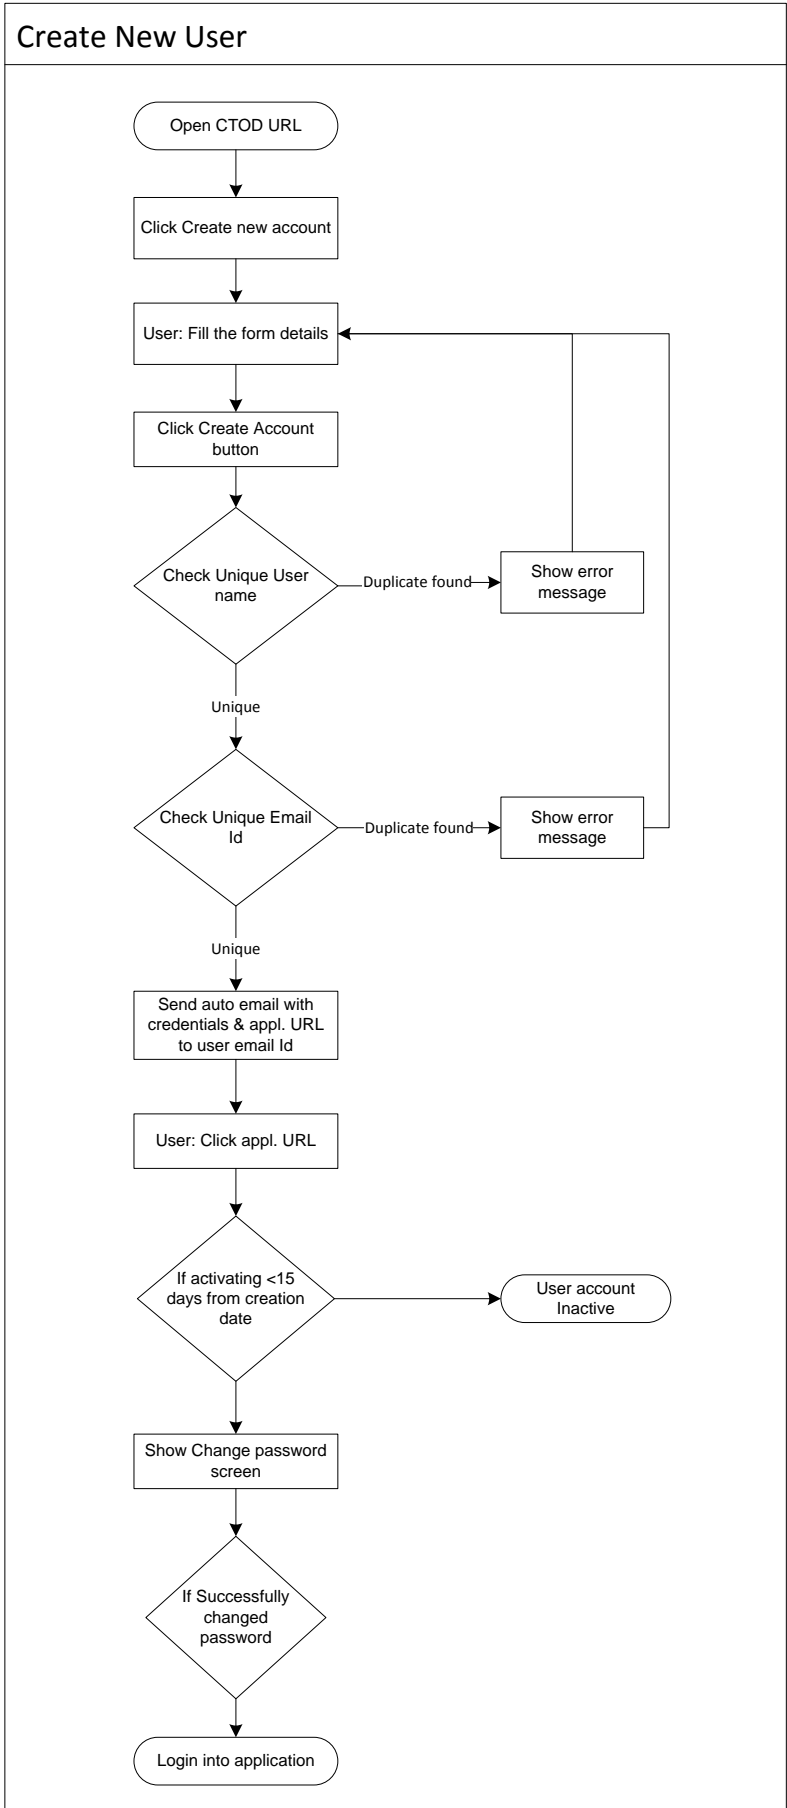 Create New User
Open CTOD URL
Click Create new account
User: Fill the form details
Click Create Account
button
Check Unique User
name
Duplicate found
Show error
message
Unique
Check Unique Email
Id
Duplicate found
Show error
message
Unique
Send auto email with
credentials & appl. URL
to user email Id
User: Click appl. URL
If activating <15
days from creation
date
User account
Inactive
Show Change password
screen
If Successfully
changed
password
Login into application